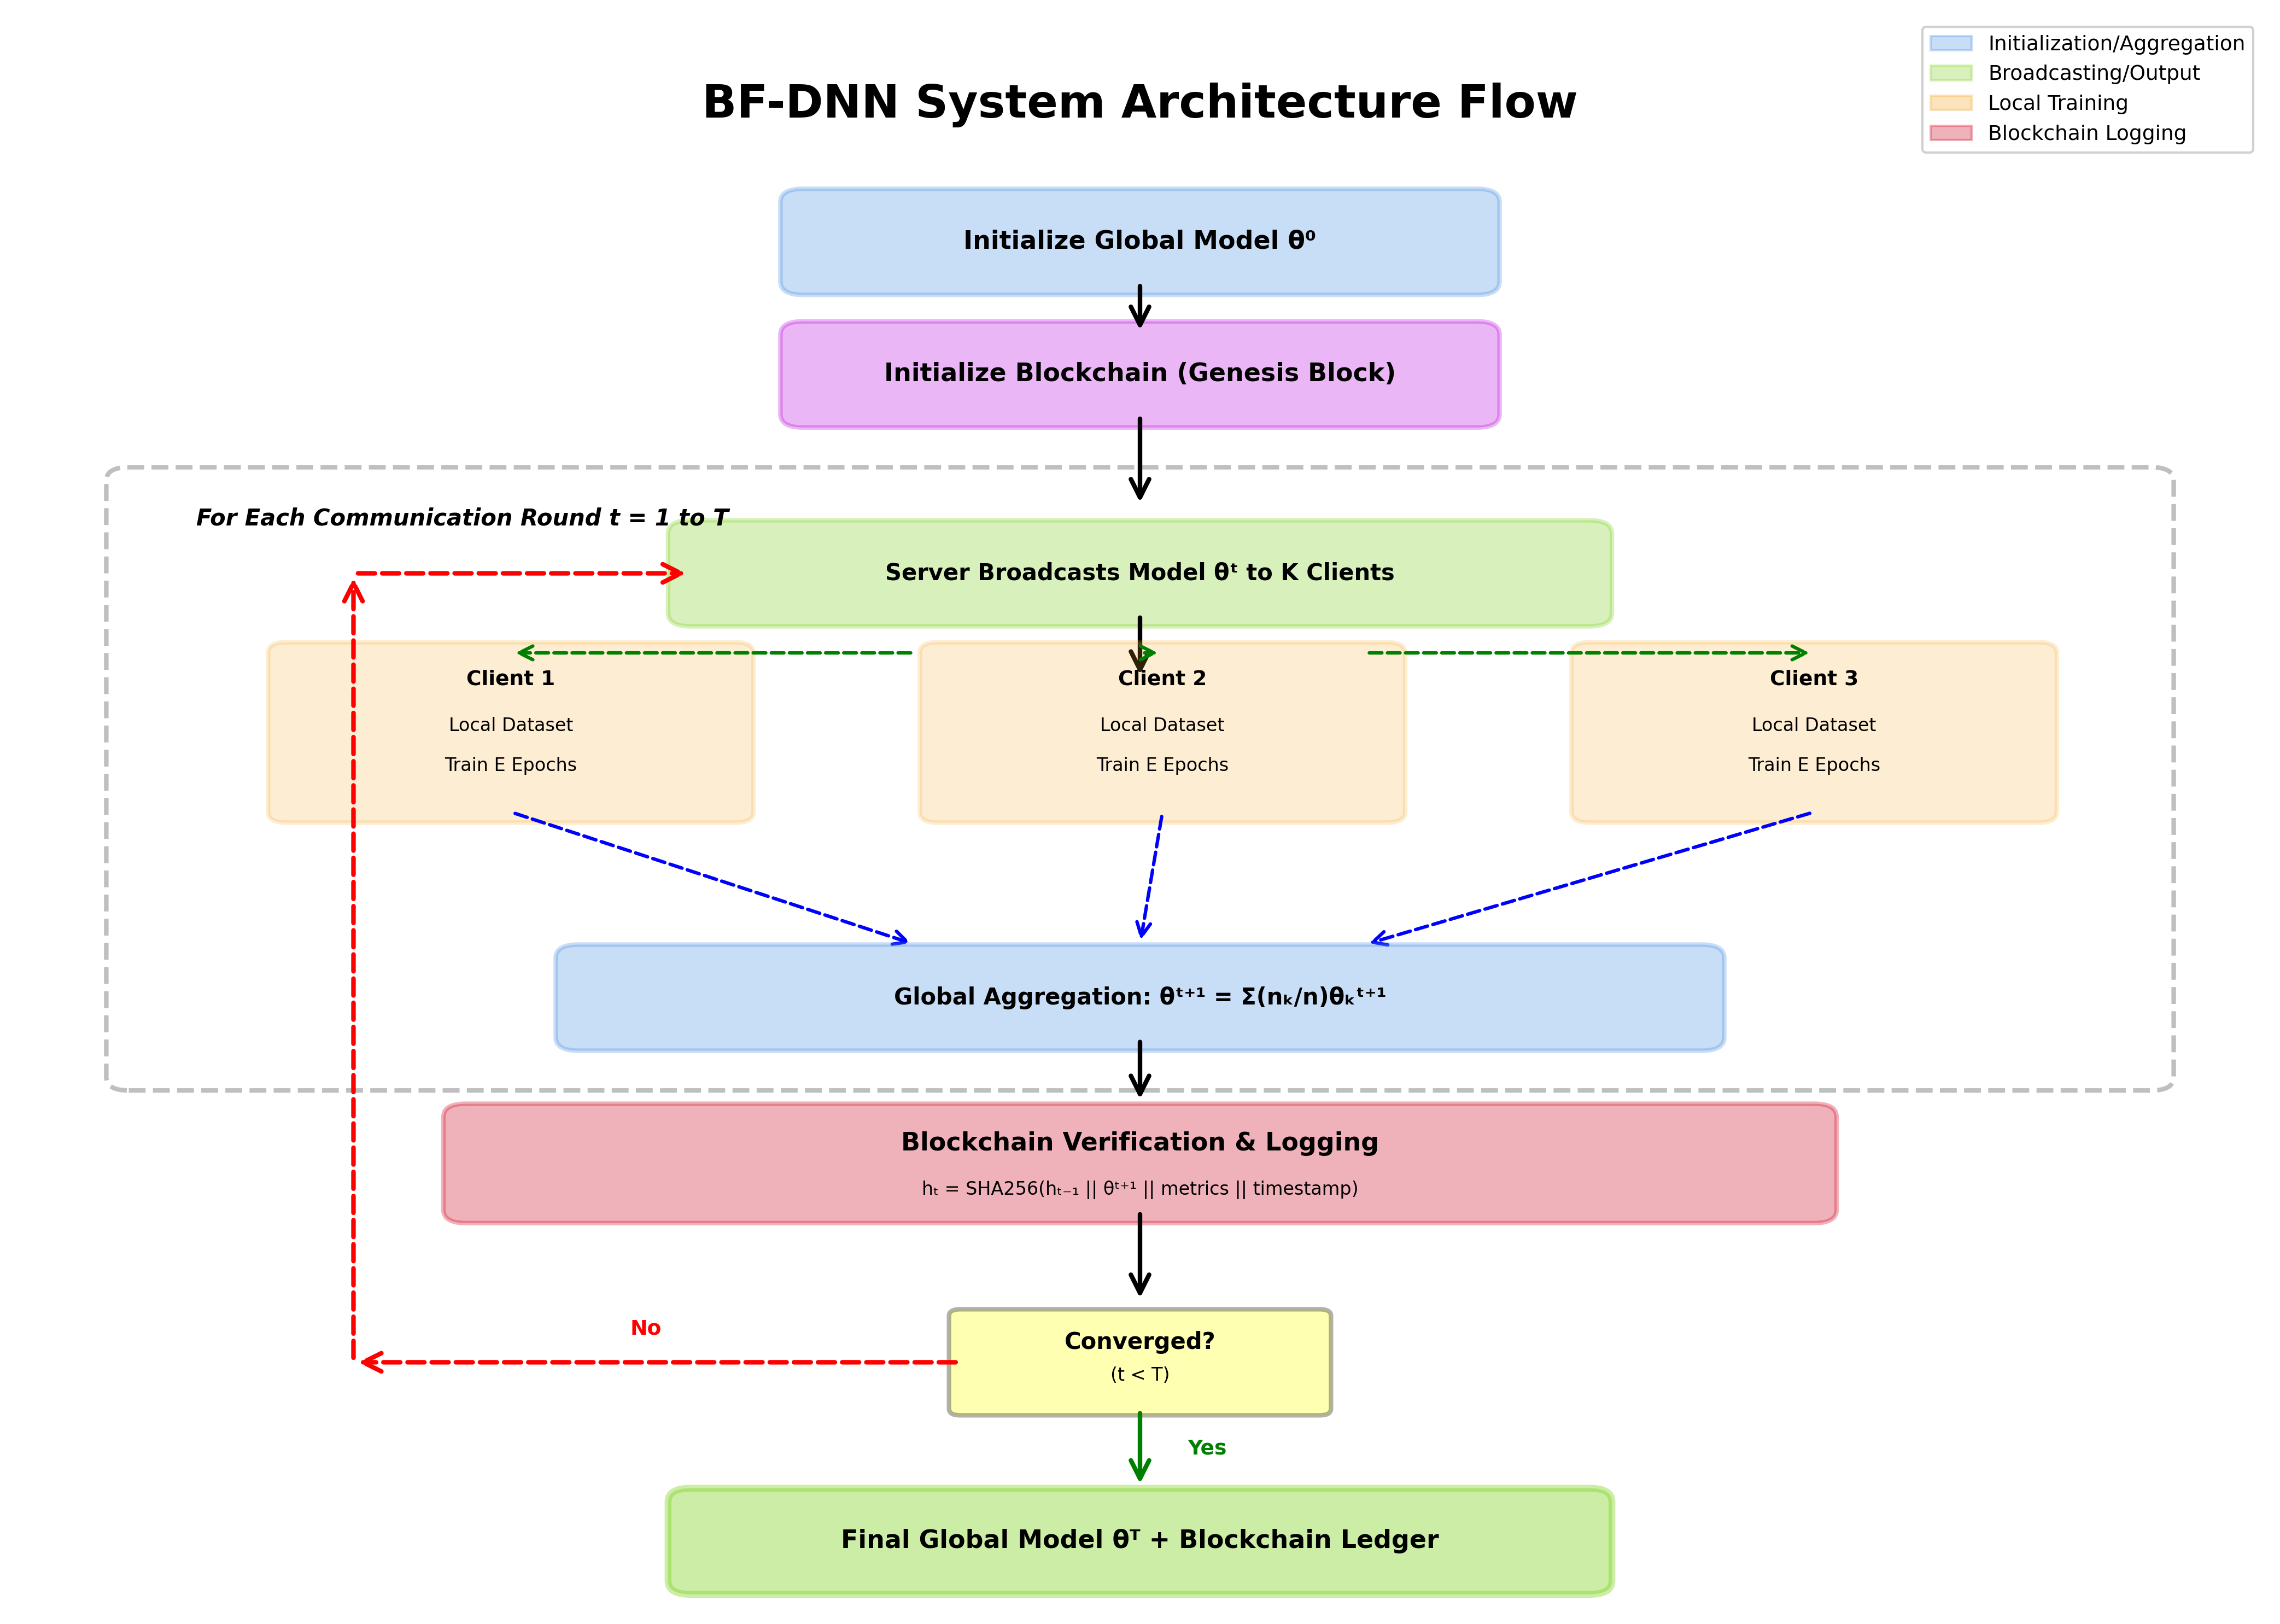 BF-DNN System Architecture Flow
Initialization/Aggregation
Broadcasting/Output
Local Training
Blockchain Logging
Initialize Global Model θ⁰
Initialize Blockchain (Genesis Block)
For Each Communication Round t = 1 to T
Server Broadcasts Model θᵗ to K Clients
Client 1
Local Dataset
Train E Epochs
Client 2
Local Dataset
Train E Epochs
Client 3
Local Dataset
Train E Epochs
Global Aggregation: θᵗ⁺¹ = Σ(nₖ/n)θₖᵗ⁺¹
Blockchain Verification & Logging
hₜ = SHA256(hₜ₋₁ || θᵗ⁺¹ || metrics || timestamp)
No
Converged?
(t < T)
Yes
Final Global Model θᵀ + Blockchain Ledger